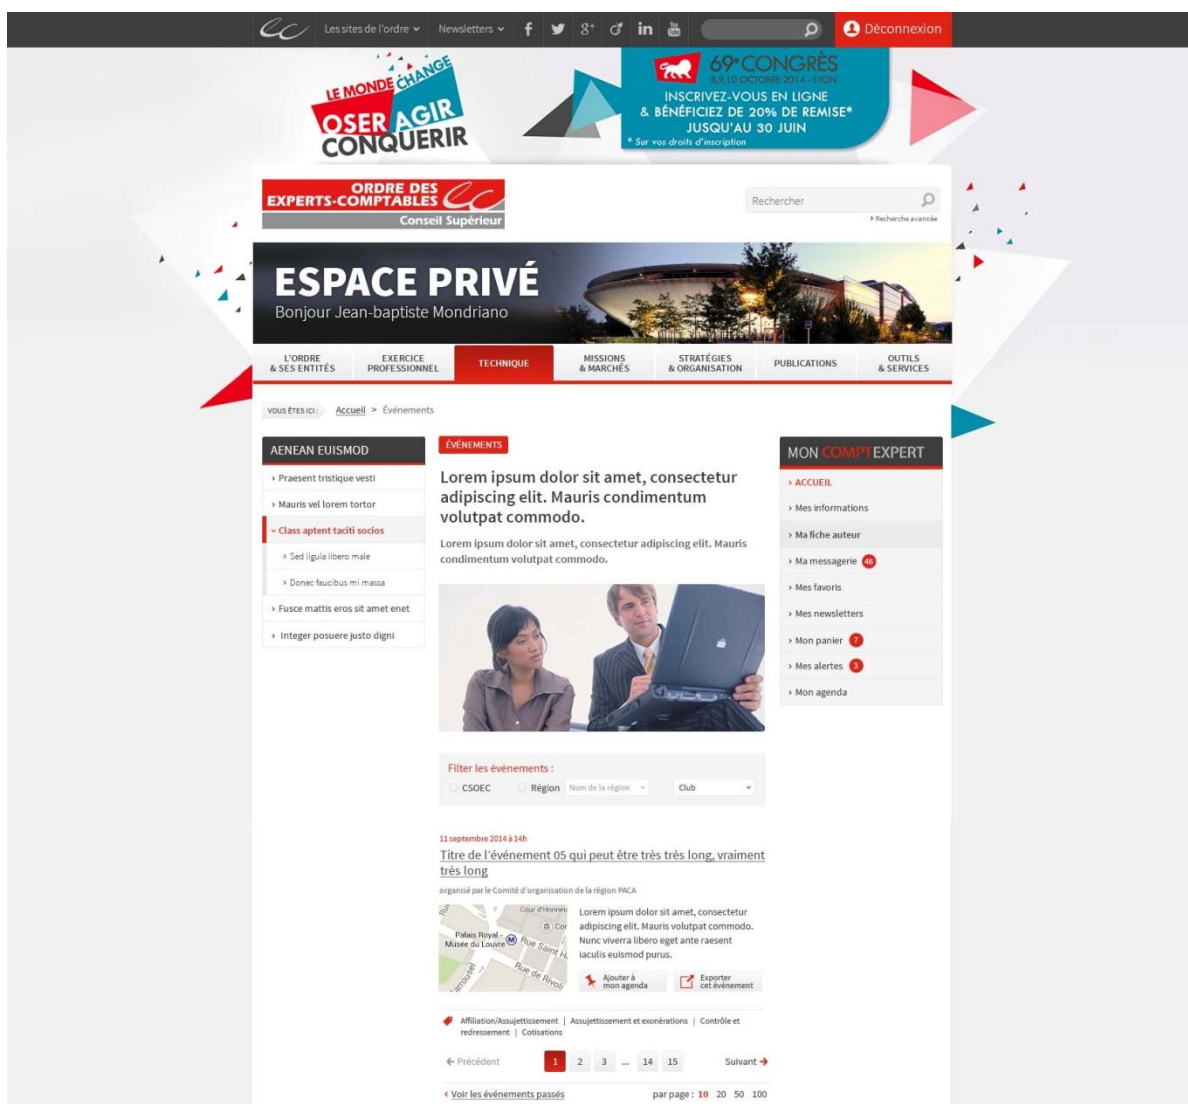 ec Les sites de l'ordre Newsletters f 8+ in You Tube Déconnexion
LE MONDE CHANGE
OSER AGIR
CONQUERIR
69e CONGRÈS
8,9,10 OCTOBRE 2014 - LYON
INSCRIVEZ-VOUS EN LIGNE
& BÉNÉFICIEZ DE 20% DE REMISE*
JUSQU'AU 30 JUIN
* Sur vos droits d'inscription
ORDRE DES
EXPERTS-COMPTABLES ec
Conseil Supérieur
Rechercher
Recherche avancée
ESPACE PRIVÉ
Bonjour Jean-baptiste Mondriano
L'ORDRE
& SES ENTITÉS
EXERCICE
PROFESSIONNEL
TECHNIQUE
MISSIONS
& MARCHÉS
STRATÉGIES
& ORGANISATION
PUBLICATIONS
OUTILS
& SERVICES
VOUS ÊTES ICI : Accueil > Événements
AENEAN EUISMOD
› Praesent tristique vesti
› Mauris vel lorem tortor
Class aptent taciti socios
› Sed ligula libero male
› Donec faucibus mi massa
› Fusce mattis eros sit amet enet
› Integer posuere justo digni
ÉVÉNEMENTS
Lorem ipsum dolor sit amet, consectetur
adipiscing elit. Mauris condimentum
volutpat commodo.
Lorem ipsum dolor sit amet, consectetur adipiscing elit. Mauris
condimentum volutpat commodo.
Filter les événements :
CSOEC Région Nom de la région Club
11 septembre 2014 à 14h
Titre de l'événement 05 qui peut être très très long, vraiment
très long
organisé par le Comité d'organisation de la région PACA
Cour d'Honneu
Cor
Palais Royal -
Musée du Louvre
M
Rue Saint H
Rue de Rivoli
arrousel
Lorem ipsum dolor sit amet, consectetur
adipiscing elit. Mauris volutpat commodo.
Nunc viverra libero eget ante raesent
iaculis euismod purus.
Ajouter à
mon agenda
Exporter
cet événement
Affiliation/Assujettissement | Assujettissement et exonérations | Contrôle et
redressement | Cotisations
Précédent 1 2 3 ... 14 15 Suivant
Voir les événements passés par page : 10 20 50 100
MON COMPTEXPERT
› ACCUEIL
› Mes informations
› Ma fiche auteur
› Ma messagerie 46
› Mes favoris
› Mes newsletters
› Mon panier 7
› Mes alertes 3
› Mon agenda